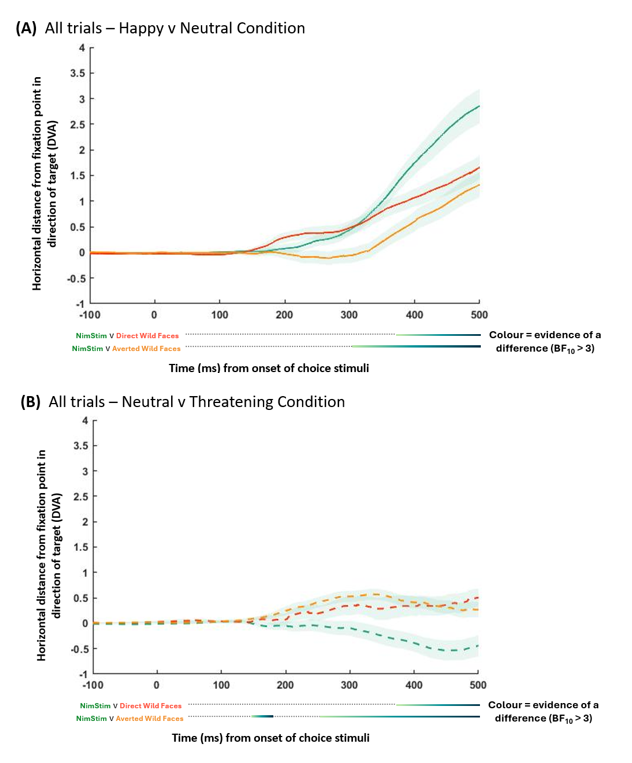 (A) All trials – Happy v Neutral Condition
Horizontal distance from fixation point in
direction of target (DVA)
4
3.5
3
2.5
2
1.5
1
0.5
0
-0.5
-1
-100 0 100 200 300 400 500
NimStim V Direct Wild Faces
NimStim V Averted Wild Faces
Colour = evidence of a
difference (BF10 > 3)
Time (ms) from onset of choice stimuli
(B) All trials – Neutral v Threatening Condition
Horizontal distance from fixation point in
direction of target (DVA)
4
3.5
3
2.5
2
1.5
1
0.5
0
-0.5
-1
-100 0 100 200 300 400 500
NimStim V Direct Wild Faces
NimStim V Averted Wild Faces
Colour = evidence of a
difference (BF10 > 3)
Time (ms) from onset of choice stimuli